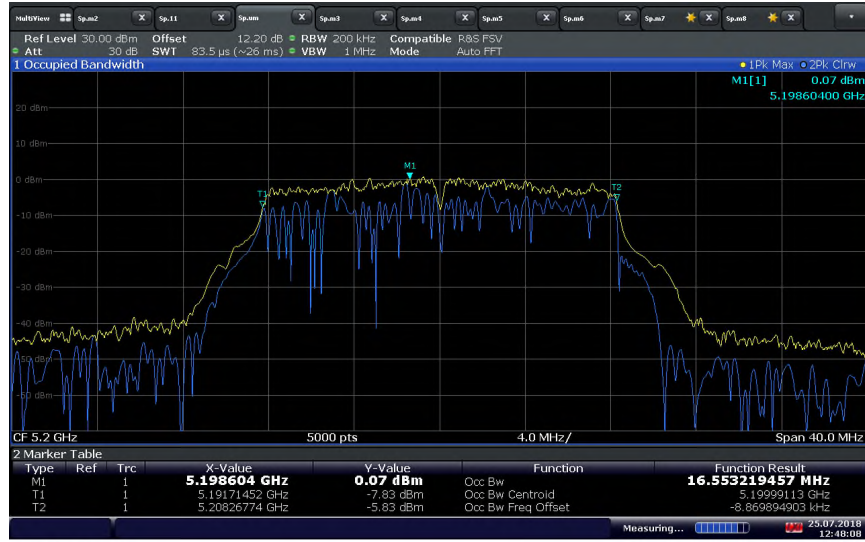 MultiView Sp.m2 X Sp.11 X Sp.um X Sp.m3 X Sp.m4 X Sp.m5 X Sp.m6 X Sp.m7 X Sp.m8 X
Ref Level 30.00 dBm Offset 12.20 dB RBW 200 kHz Compatible R&S FSV
Att 30 dB SWT 83.5 µs (~26 ms) VBW 1 MHz Mode Auto FFT
1 Occupied Bandwidth 1Pk Max 2Pk Clrw
M1[1] 0.07 dBm
5.19860400 GHz
20 dBm
10 dBm
M1
0 dBm
T1
T2
-10 dBm
-20 dBm
-30 dBm
-40 dBm
-50 dBm
-60 dBm
CF 5.2 GHz 5000 pts 4.0 MHz/ Span 40.0 MHz
2 Marker Table
Type Ref Trc X-Value Y-Value Function Function Result
M1 1 5.198604 GHz 0.07 dBm Occ Bw 16.553219457 MHz
T1 1 5.19171452 GHz -7.83 dBm Occ Bw Centroid 5.19999113 GHz
T2 1 5.20826774 GHz -5.83 dBm Occ Bw Freq Offset -8.869894903 kHz
Measuring... 25.07.2018
12:48:08